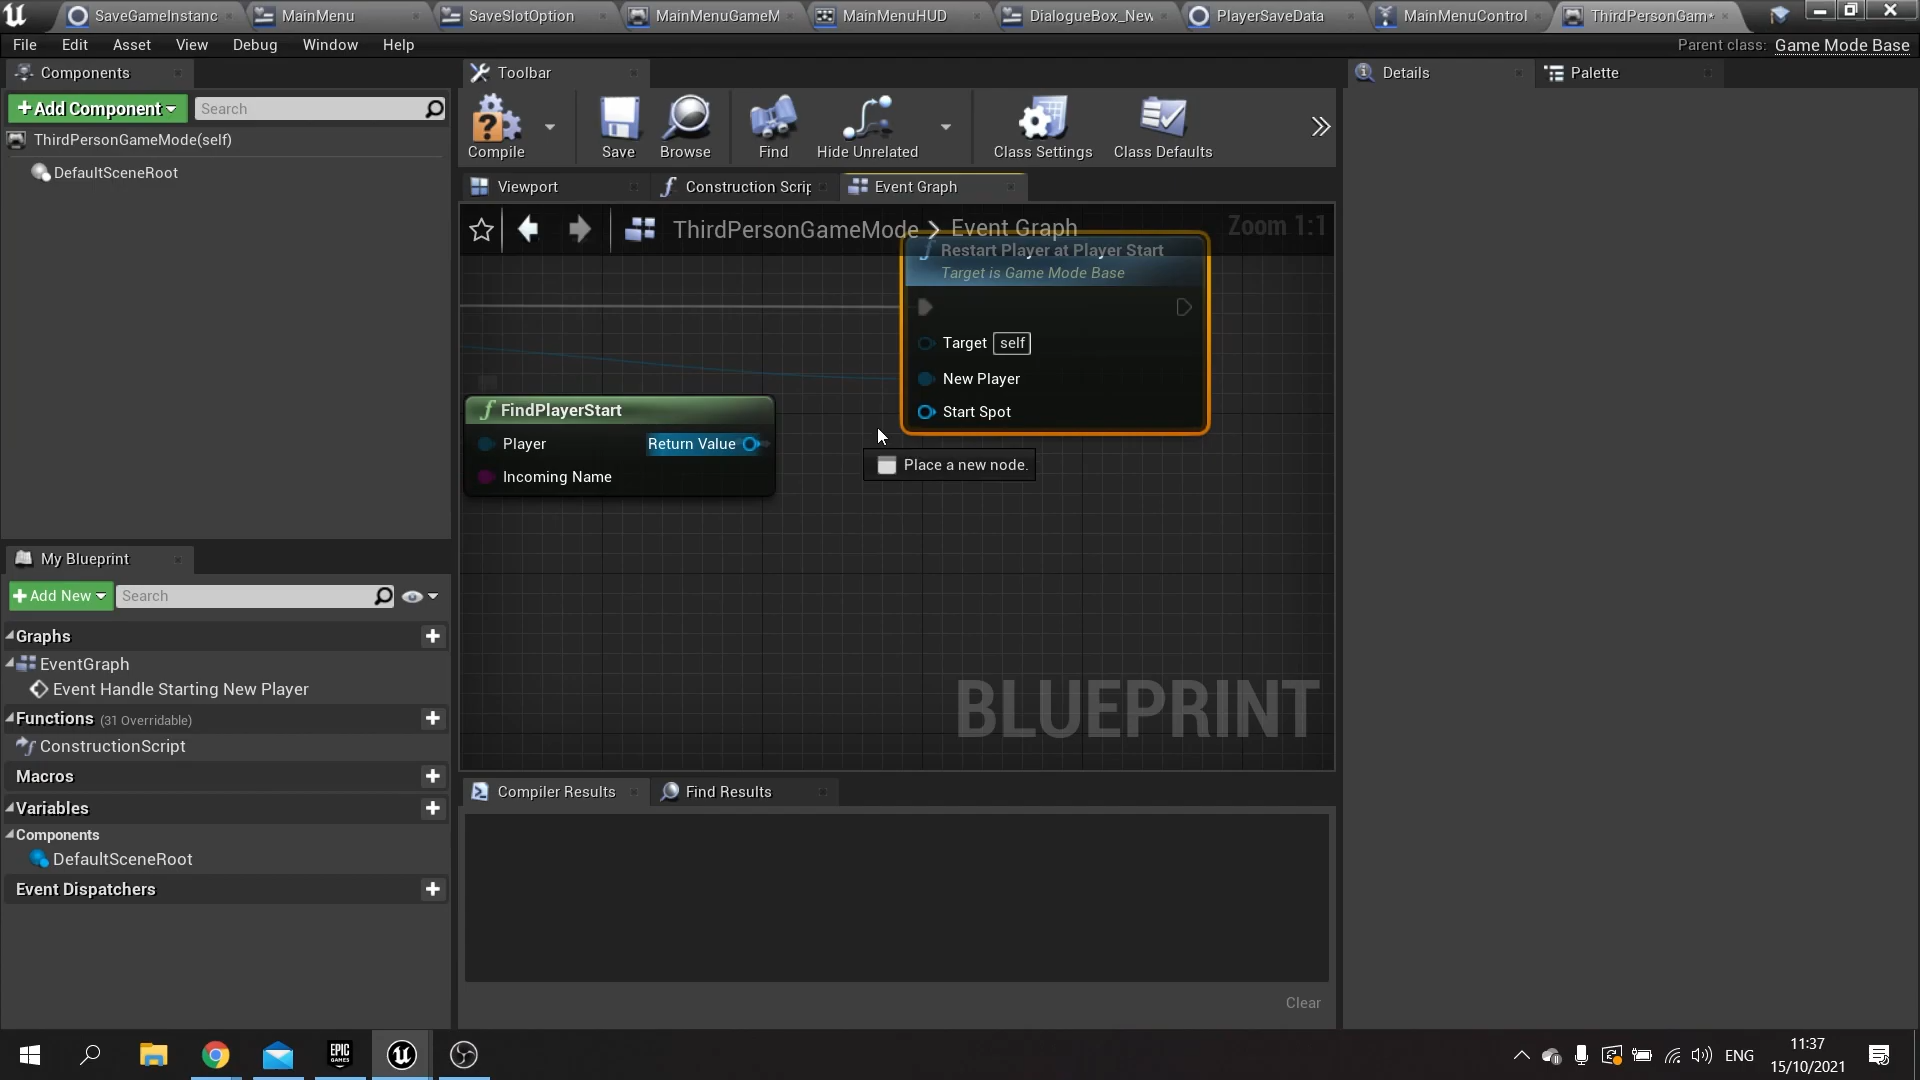 SaveGameInstanc
MainMenu
SaveSlotOption
MainMenuGameM
MainMenuHUD
DialogueBox_New
PlayerSaveData
MainMenuControl
ThirdPersonGam*
File Edit Asset View Debug Window Help
Parent class: Game Mode Base
Components
Toolbar
Details
Palette
+Add Component
Search
ThirdPersonGameMode(self)
DefaultSceneRoot
Compile
Save
Browse
Find
Hide Unrelated
Class Settings
Class Defaults
Viewport
Construction Scrip
Event Graph
ThirdPersonGameMode > Event Graph
Zoom 1:1
Restart Player at Player Start
Target is Game Mode Base
Target self
New Player
Start Spot
FindPlayerStart
Player
Return Value
Incoming Name
Place a new node.
BLUEPRINT
My Blueprint
+Add New
Search
Graphs
EventGraph
Event Handle Starting New Player
Functions (31 Overridable)
ConstructionScript
Macros
Variables
Components
DefaultSceneRoot
Event Dispatchers
Compiler Results
Find Results
Clear
EPIC
GAMES
ENG
11:37
15/10/2021